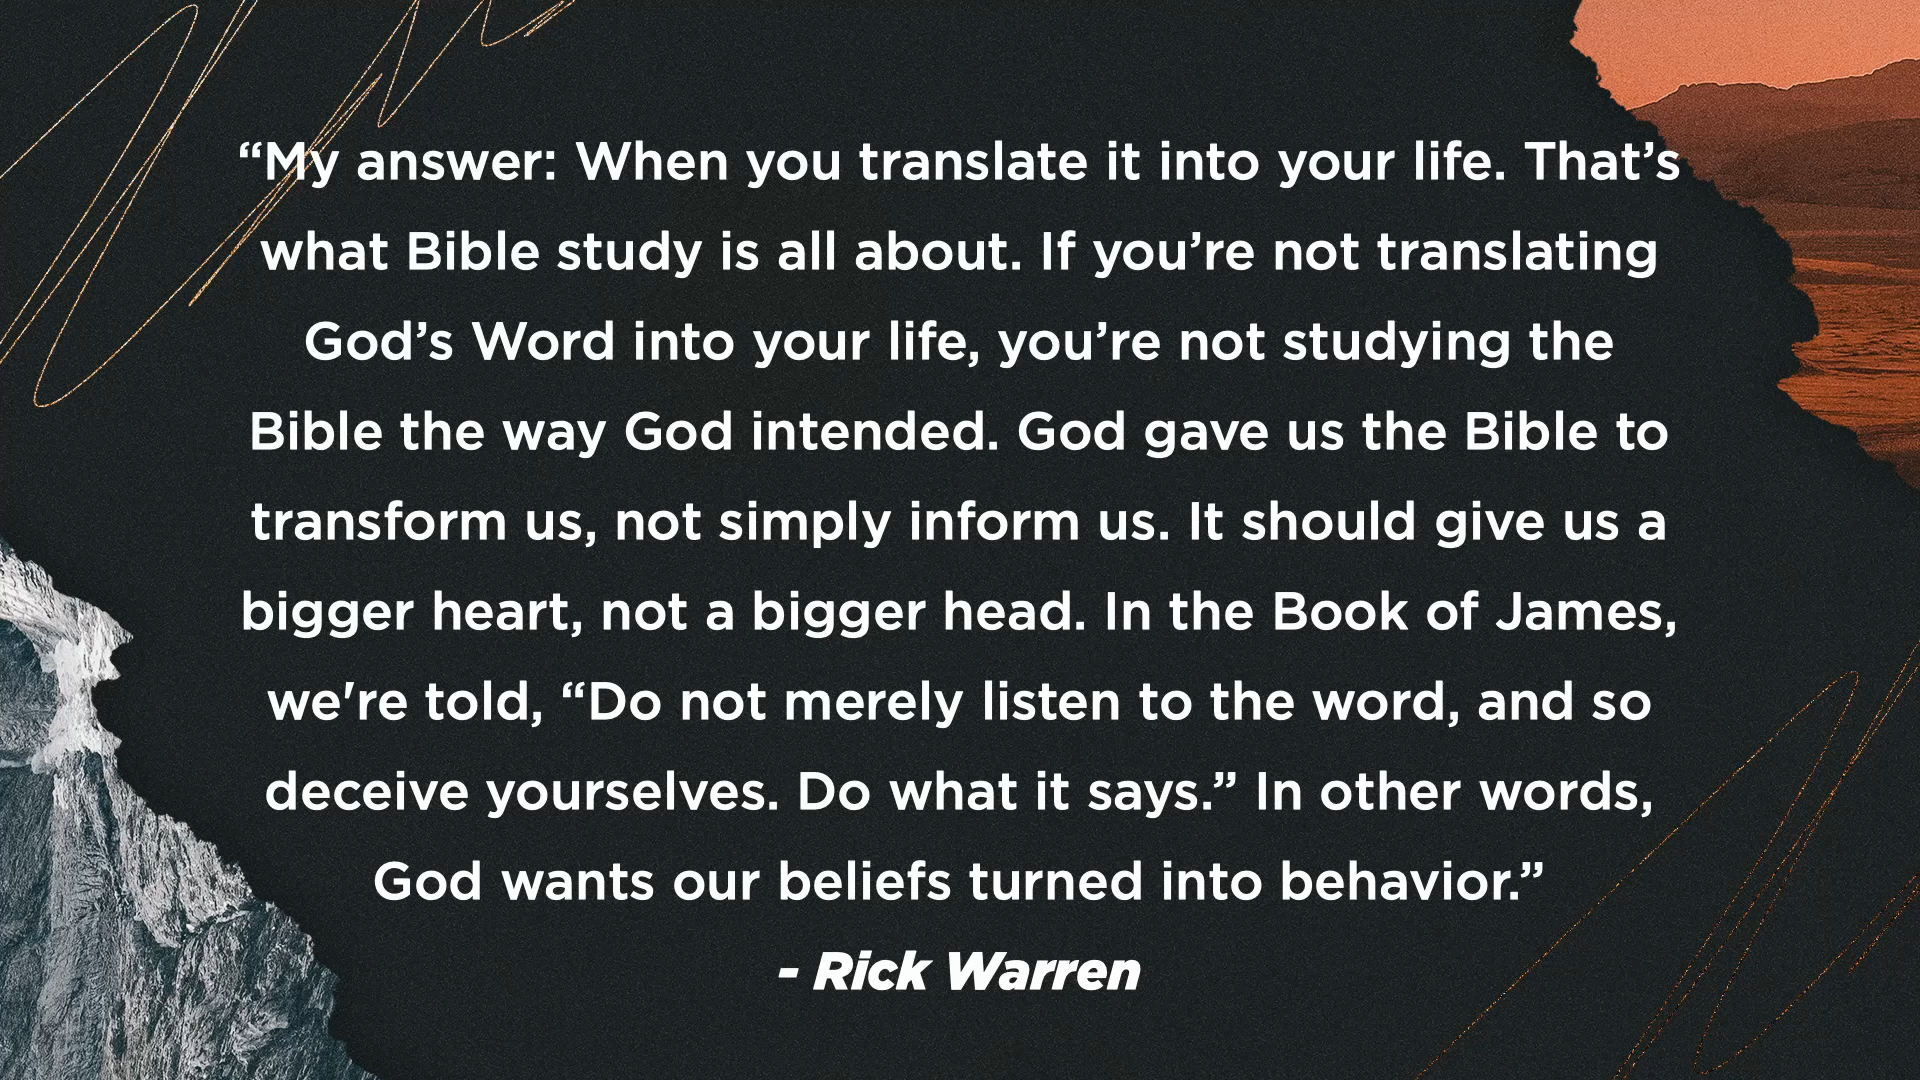 “My answer: When you translate it into your life. That’s
what Bible study is all about. If you’re not translating
God’s Word into your life, you’re not studying the
Bible the way God intended. God gave us the Bible to
transform us, not simply inform us. It should give us a
bigger heart, not a bigger head. In the Book of James,
we're told, “Do not merely listen to the word, and so
deceive yourselves. Do what it says.” In other words,
God wants our beliefs turned into behavior.”
- Rick Warren